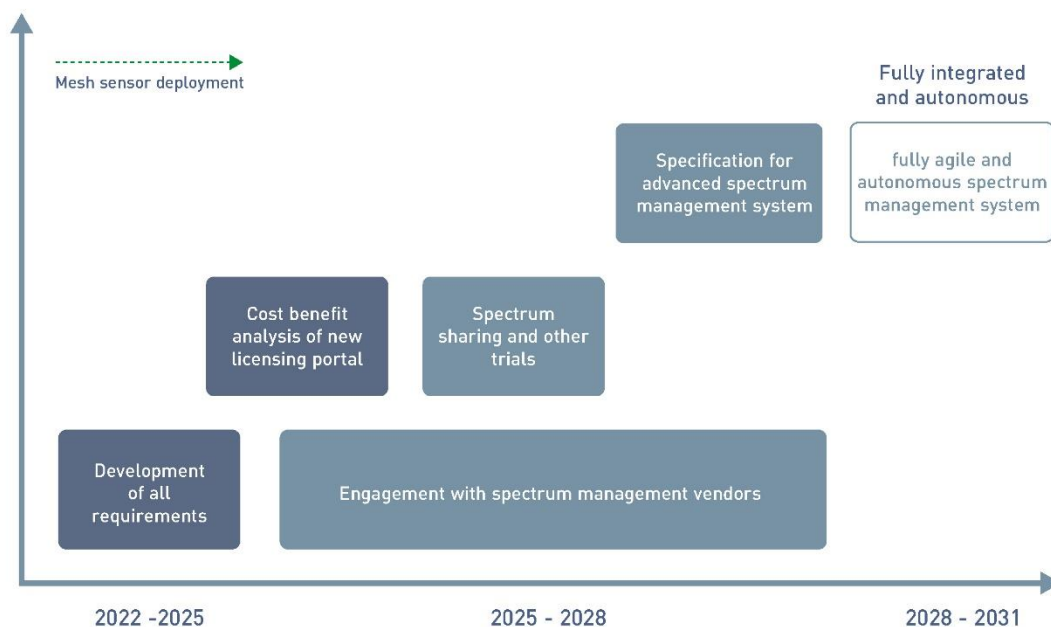 Mesh sensor deployment
Fully integrated
and autonomous
Specification for
advanced spectrum
management system
fully agile and
autonomous spectrum
management system
Cost benefit
analysis of new
licensing portal
Spectrum
sharing and other
trials
Development
of all
requirements
Engagement with spectrum management vendors
2022 -2025
2025 - 2028
2028 - 2031